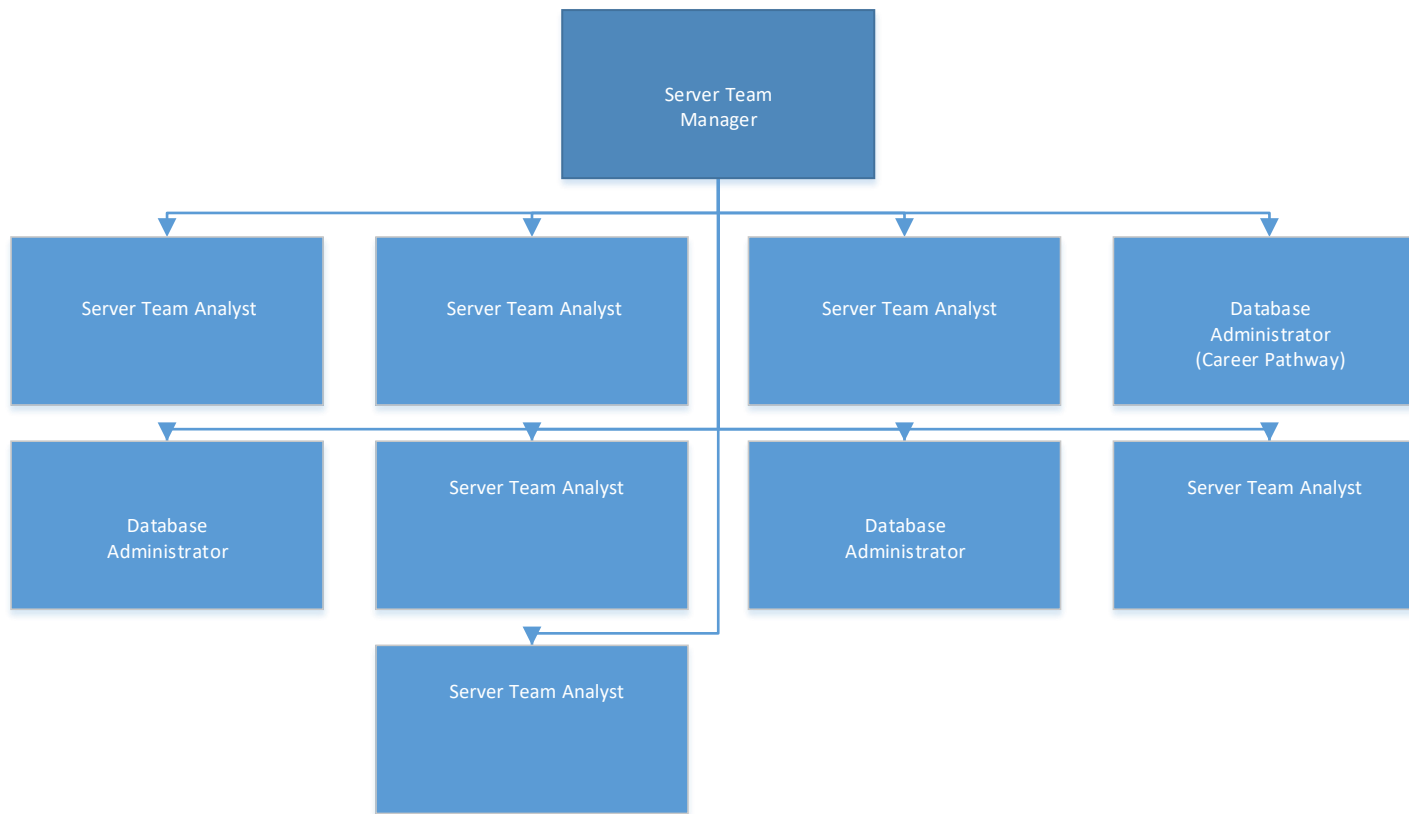 Server Team
Manager
Server Team Analyst
Server Team Analyst
Server Team Analyst
Database
Administrator
(Career Pathway)
Database
Administrator
Server Team Analyst
Database
Administrator
Server Team Analyst
Server Team Analyst